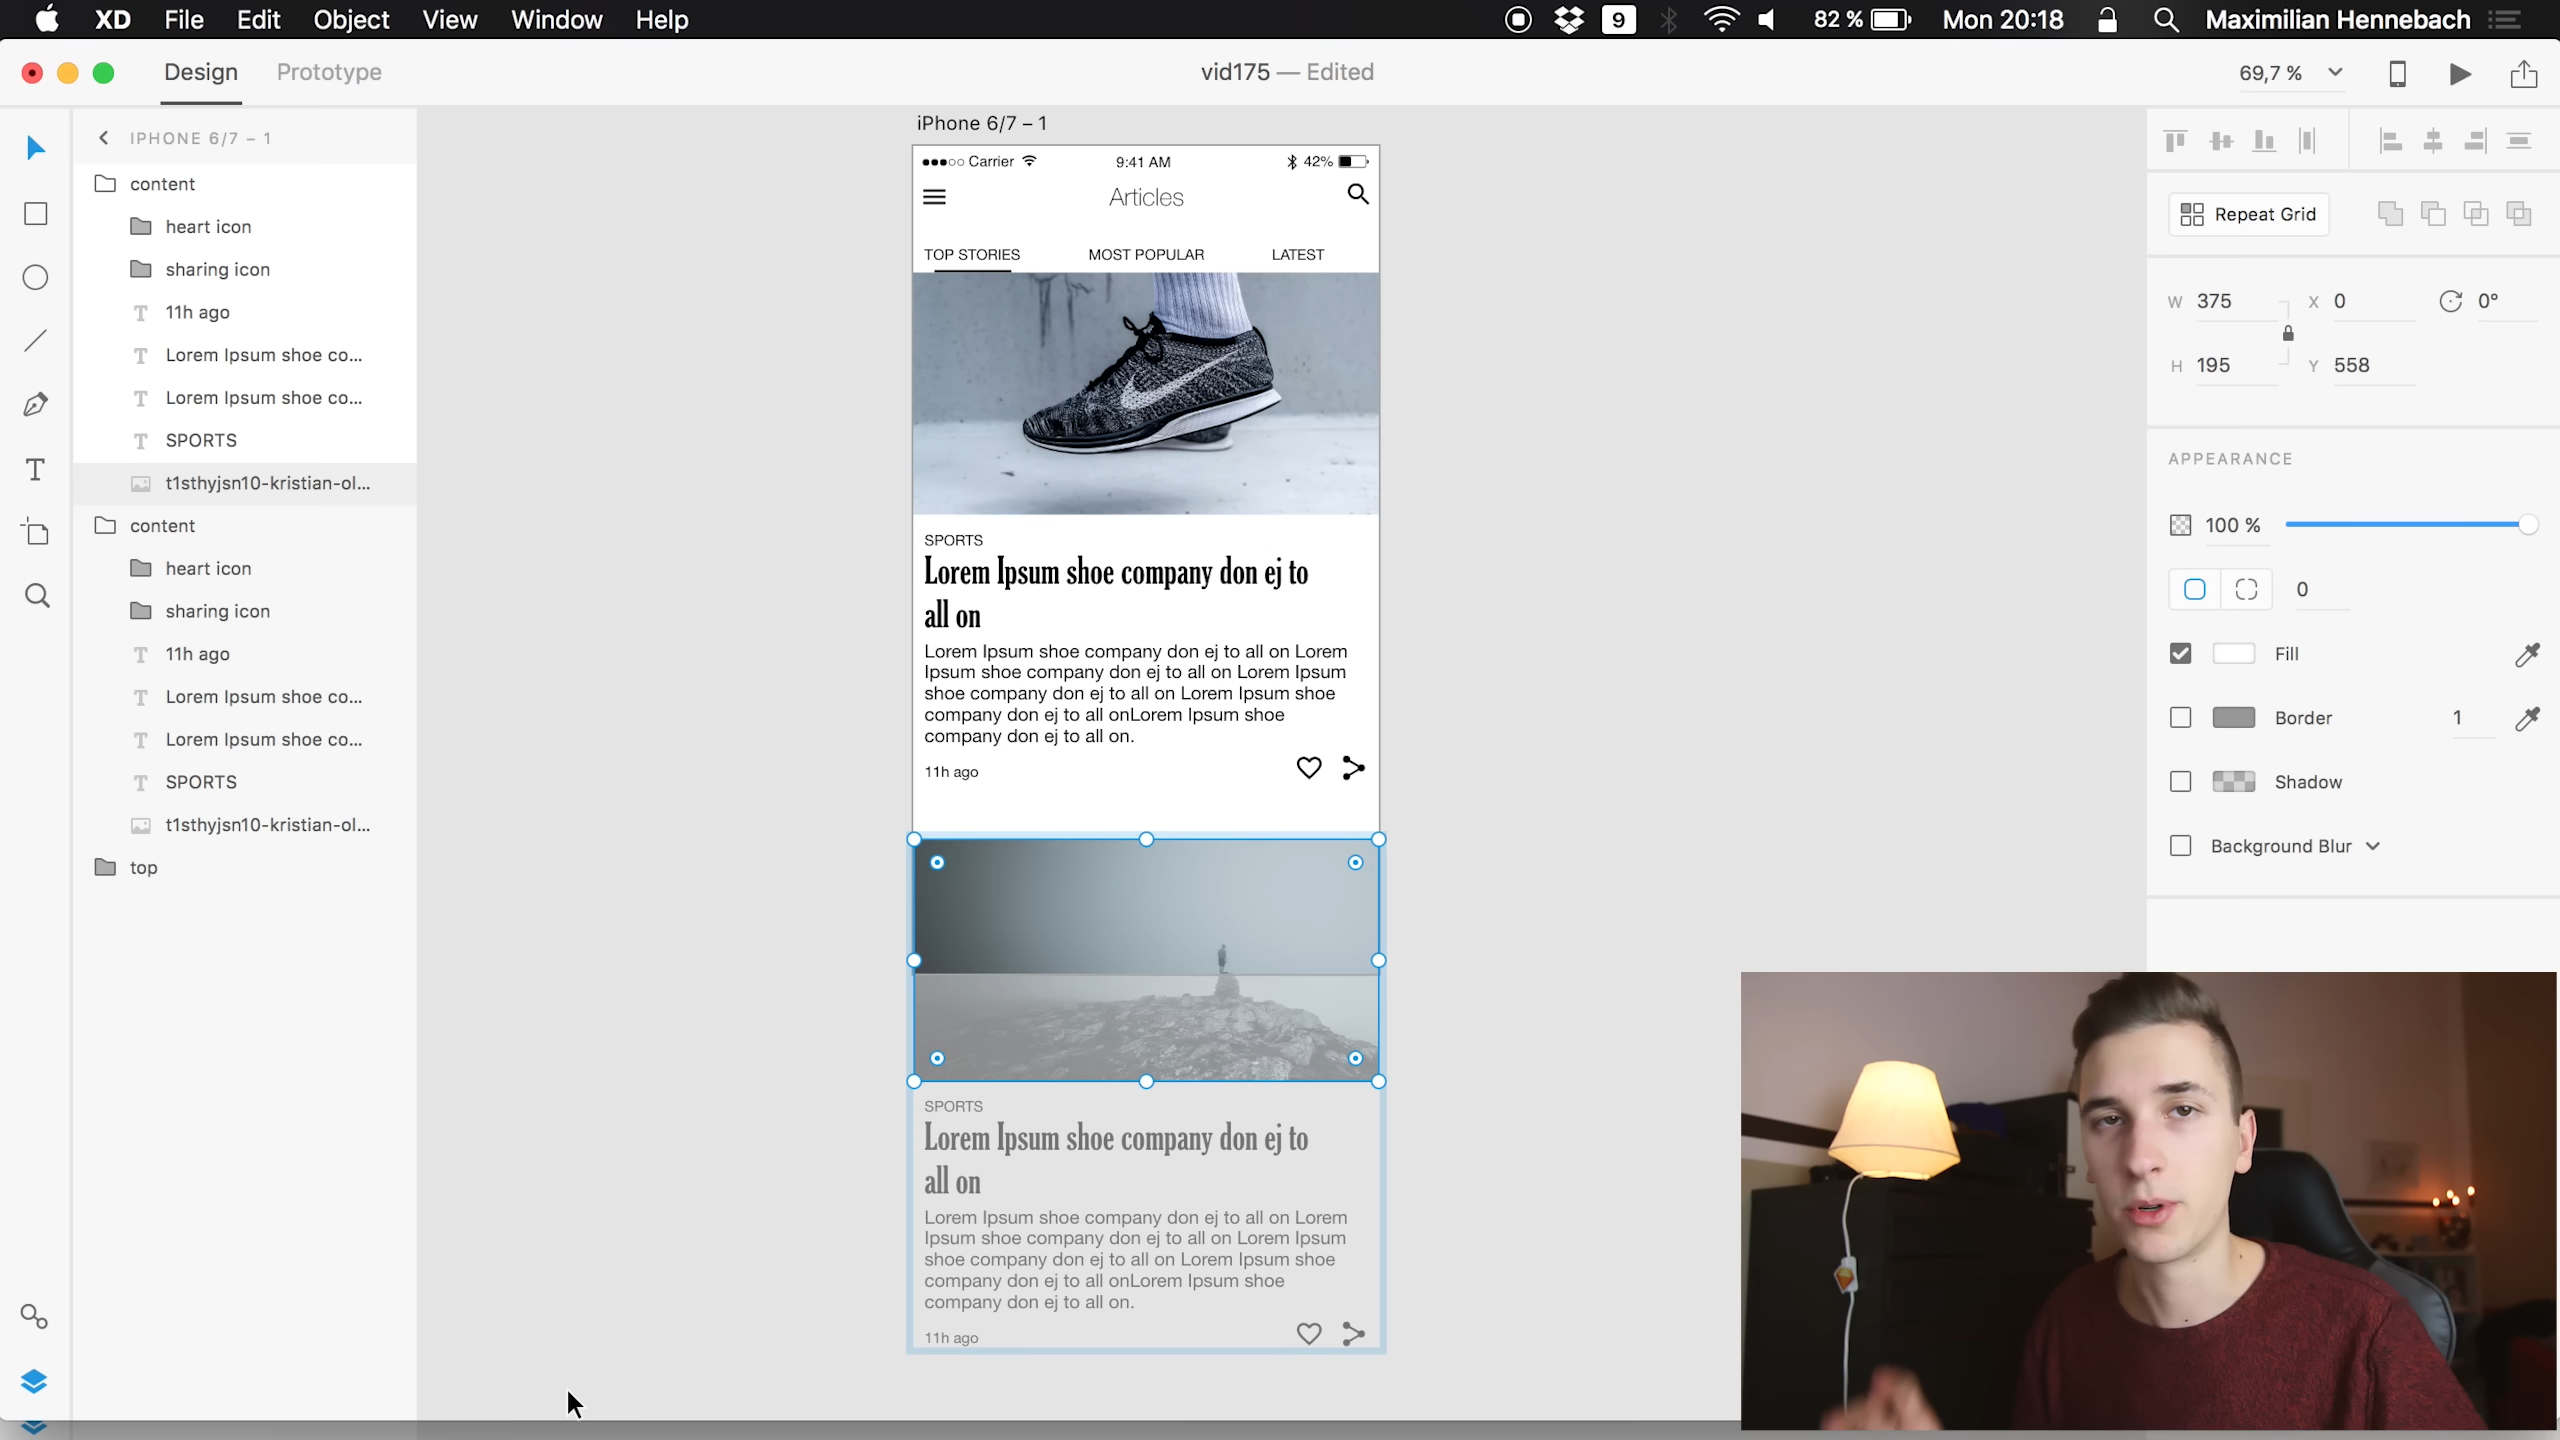 XD File Edit Object View Window Help
9 82 % Mon 20:18 Maximilian Hennebach
Design Prototype
vid175 — Edited
69,7 %
IPHONE 6/7 – 1
content
heart icon
sharing icon
11h ago
Lorem Ipsum shoe co...
Lorem Ipsum shoe co...
SPORTS
t1sthyjsn10-kristian-ol...
content
heart icon
sharing icon
11h ago
Lorem Ipsum shoe co...
Lorem Ipsum shoe co...
SPORTS
t1sthyjsn10-kristian-ol...
top
iPhone 6/7 – 1
Carrier 9:41 AM 42%
Articles
TOP STORIES MOST POPULAR LATEST
SPORTS
Lorem Ipsum shoe company don ej to
all on
Lorem Ipsum shoe company don ej to all on Lorem
Ipsum shoe company don ej to all on Lorem Ipsum
shoe company don ej to all on Lorem Ipsum shoe
company don ej to all onLorem Ipsum shoe
company don ej to all on.
11h ago
SPORTS
Lorem Ipsum shoe company don ej to
all on
Lorem Ipsum shoe company don ej to all on Lorem
Ipsum shoe company don ej to all on Lorem Ipsum
shoe company don ej to all on Lorem Ipsum shoe
company don ej to all onLorem Ipsum shoe
company don ej to all on.
11h ago
Repeat Grid
W 375 X 0 0°
H 195 Y 558
APPEARANCE
100 %
0
Fill
Border 1
Shadow
Background Blur